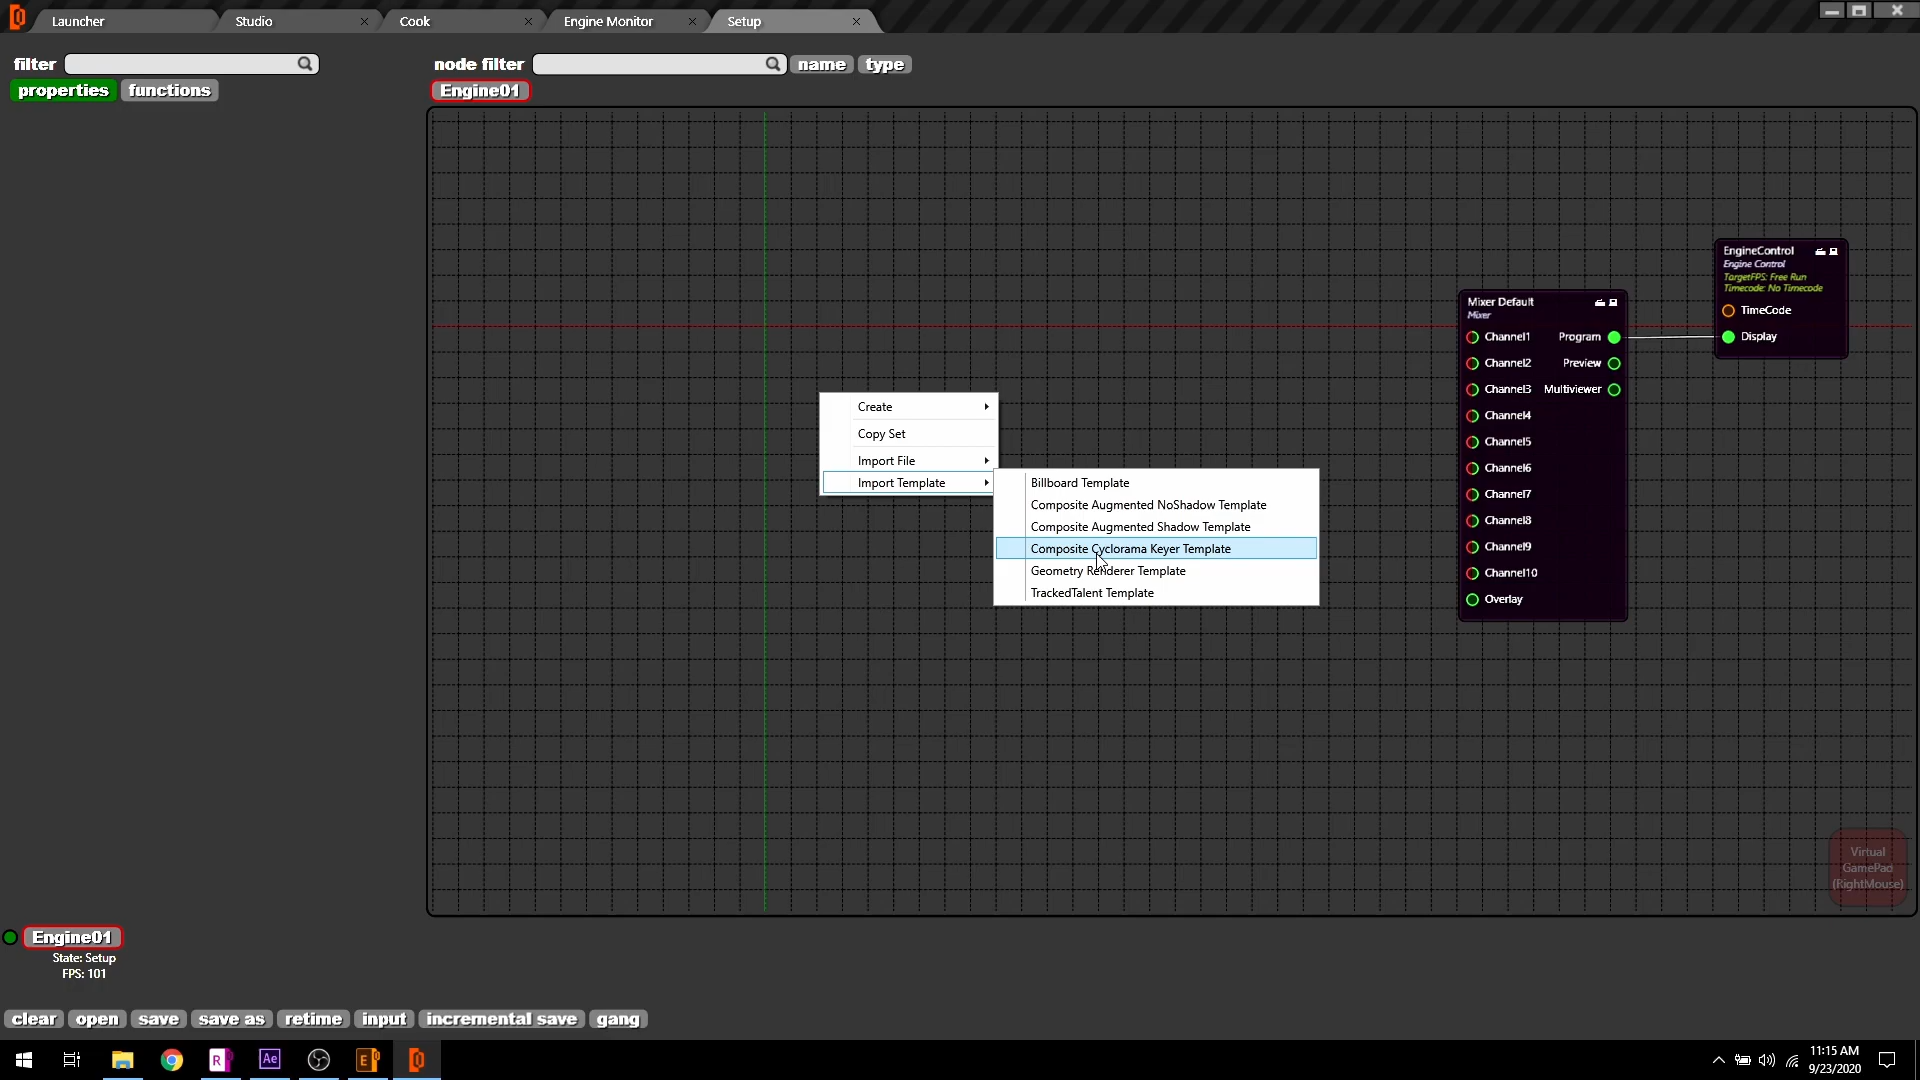 Launcher
Studio
Cook
Engine Monitor
Setup
filter
node filter
name
type
properties
functions
Engine01
EngineControl
Engine Control
TargetFPS: Free Run
Timecode: No Timecode
TimeCode
Display
Mixer Default
Mixer
Channel1 Program
Channel2 Preview
Channel3 Multiviewer
Channel4
Channel5
Channel6
Channel7
Channel8
Channel9
Channel10
Overlay
Create
Copy Set
Import File
Import Template
Billboard Template
Composite Augmented NoShadow Template
Composite Augmented Shadow Template
Composite Cyclorama Keyer Template
Geometry Renderer Template
TrackedTalent Template
Virtual
GamePad
(RightMouse)
Engine01
State: Setup
FPS: 101
clear
open
save
save as
retime
input
incremental save
gang
R
Ae
E
11:15 AM
9/23/2020